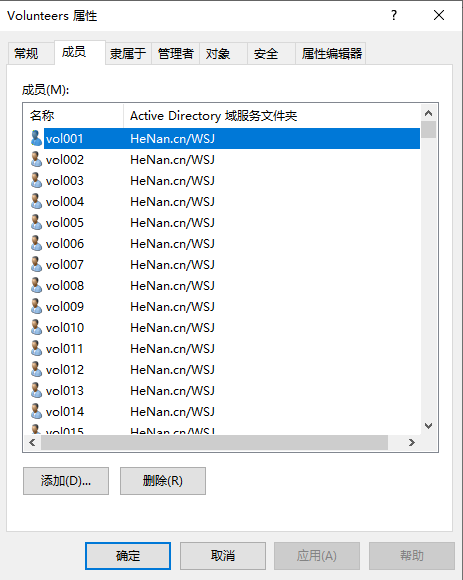 Volunteers 属性
常规 成员 隶属于 管理者 对象 安全 属性编辑器
成员(M):
名称 Active Directory 域服务文件夹
vol001 HeNan.cn/WSJ
vol002 HeNan.cn/WSJ
vol003 HeNan.cn/WSJ
vol004 HeNan.cn/WSJ
vol005 HeNan.cn/WSJ
vol006 HeNan.cn/WSJ
vol007 HeNan.cn/WSJ
vol008 HeNan.cn/WSJ
vol009 HeNan.cn/WSJ
vol010 HeNan.cn/WSJ
vol011 HeNan.cn/WSJ
vol012 HeNan.cn/WSJ
vol013 HeNan.cn/WSJ
vol014 HeNan.cn/WSJ
vol015 HeNan.cn/WSJ
添加(D)... 删除(R)
确定 取消 应用(A) 帮助